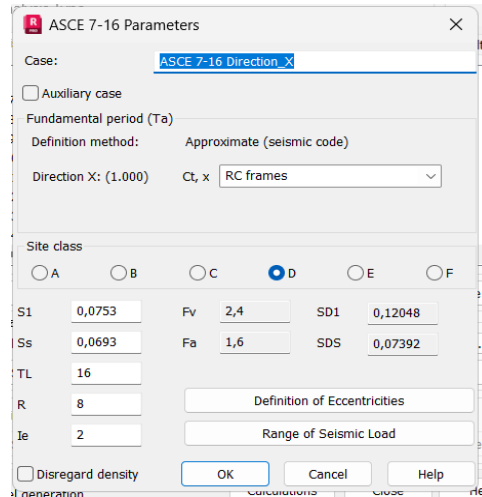 ASCE 7-16 Parameters
Case: ASCE 7-16 Direction_X
Auxiliary case
Fundamental period (Ta)
Definition method: Approximate (seismic code)
Direction X: (1.000) Ct, x RC frames
Site class
A B C D E F
S1 0,0753 Fv 2,4 SD1 0,12048
Ss 0,0693 Fa 1,6 SDS 0,07392
TL 16
R 8 Definition of Eccentricities
Ie 2 Range of Seismic Load
Disregard density OK Cancel Help